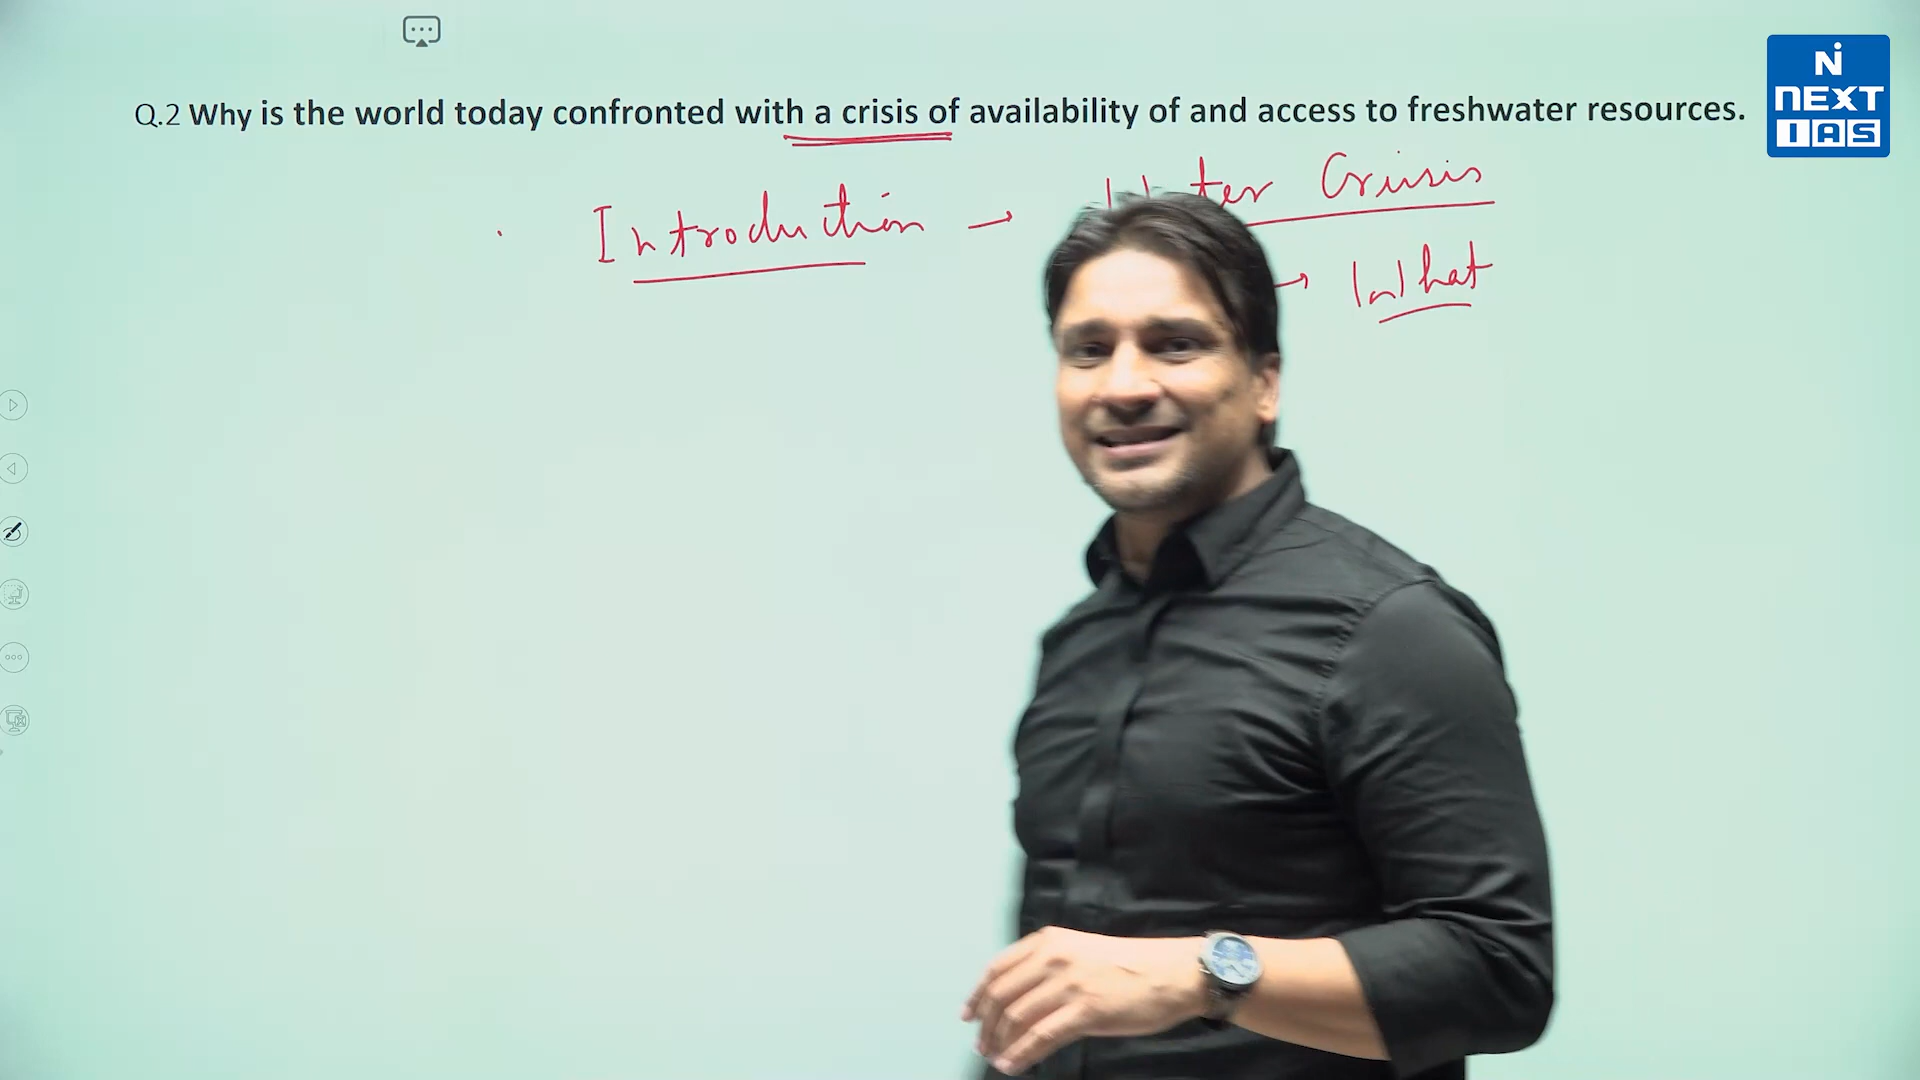 NEXT
IAS
Q.2 Why is the world today confronted with a crisis of availability of and access to freshwater resources.
Introduction → Crisis
→ What